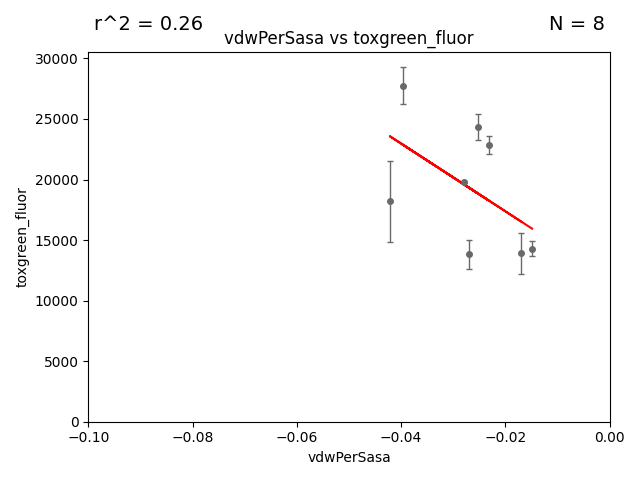 r^2 = 0.26
N = 8
vdwPerSasa vs toxgreen_fluor
30000
25000
20000
15000
10000
5000
0
toxgreen_fluor
−0.10
−0.08
−0.06
−0.04
−0.02
0.00
vdwPerSasa